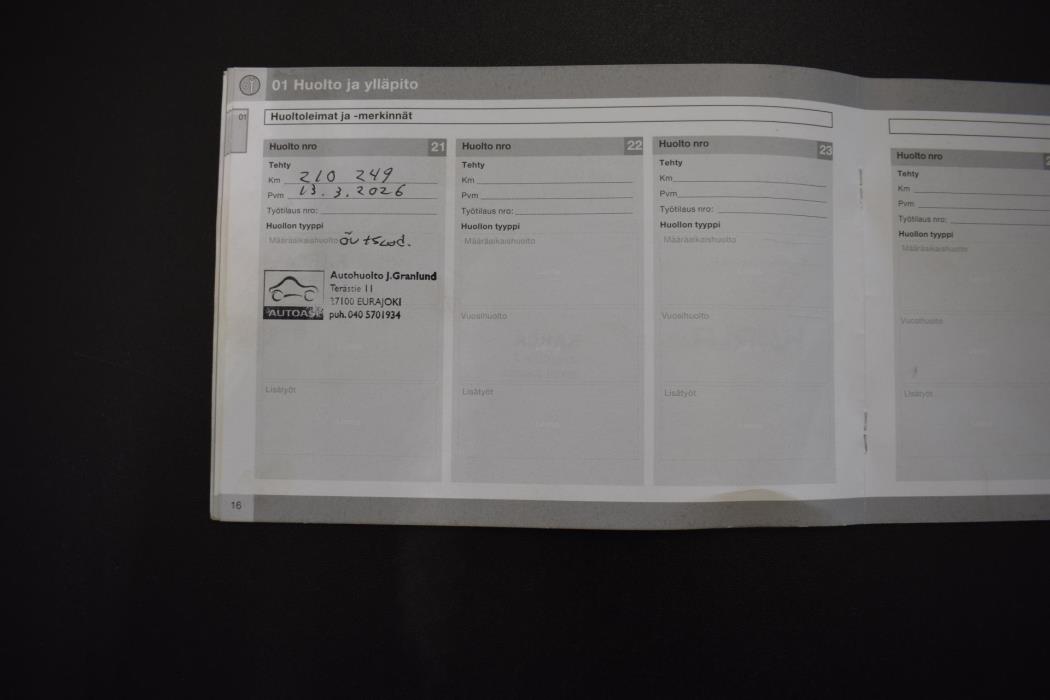 01 Huolto ja ylläpito
01
Huoltoleimat ja -merkinnät
Huolto nro 21
Tehty
Km 210 249
Pvm 13.3.2026
Työtilaus nro:
Huollon tyyppi
Määräaikaishuolto
AUTOAS
Autohuolto J.Granlund
Terästie 11
27100 EURAJOKI
puh. 040 5701934
Lisätyöt
Huolto nro 22
Tehty
Km
Pvm
Työtilaus nro:
Huollon tyyppi
Määräaikaishuolto
Vuosihuolto
Lisätyöt
Huolto nro 23
Tehty
Km
Pvm
Työtilaus nro:
Huollon tyyppi
Määräaikaishuolto
Vuosihuolto
Lisätyöt
Huolto nro
Tehty
Km
Pvm
Työtilaus nro:
Huollon tyyppi
Määräaikaishuolto
Vuosihuolto
Lisätyöt
16